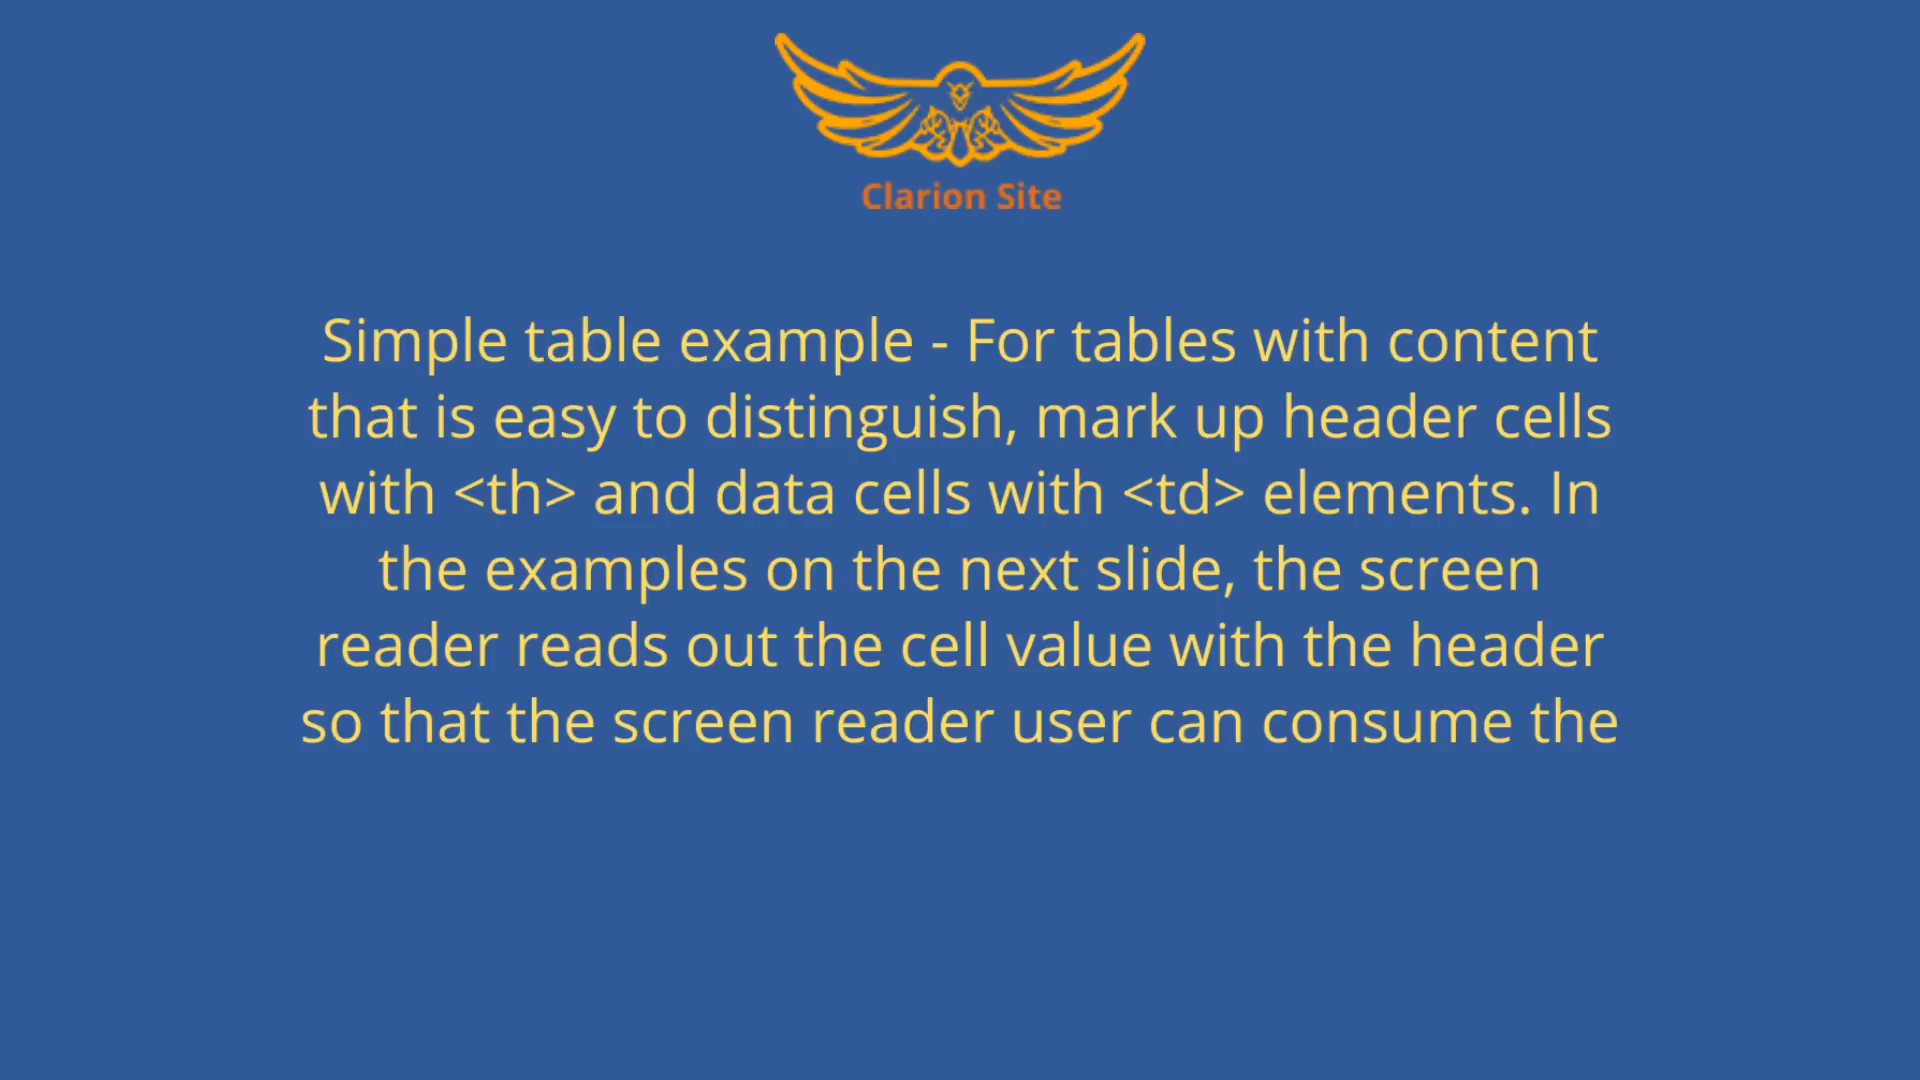 Clarion Site
Simple table example - For tables with content
that is easy to distinguish, mark up header cells
with <th> and data cells with <td> elements. In
the examples on the next slide, the screen
reader reads out the cell value with the header
so that the screen reader user can consume the